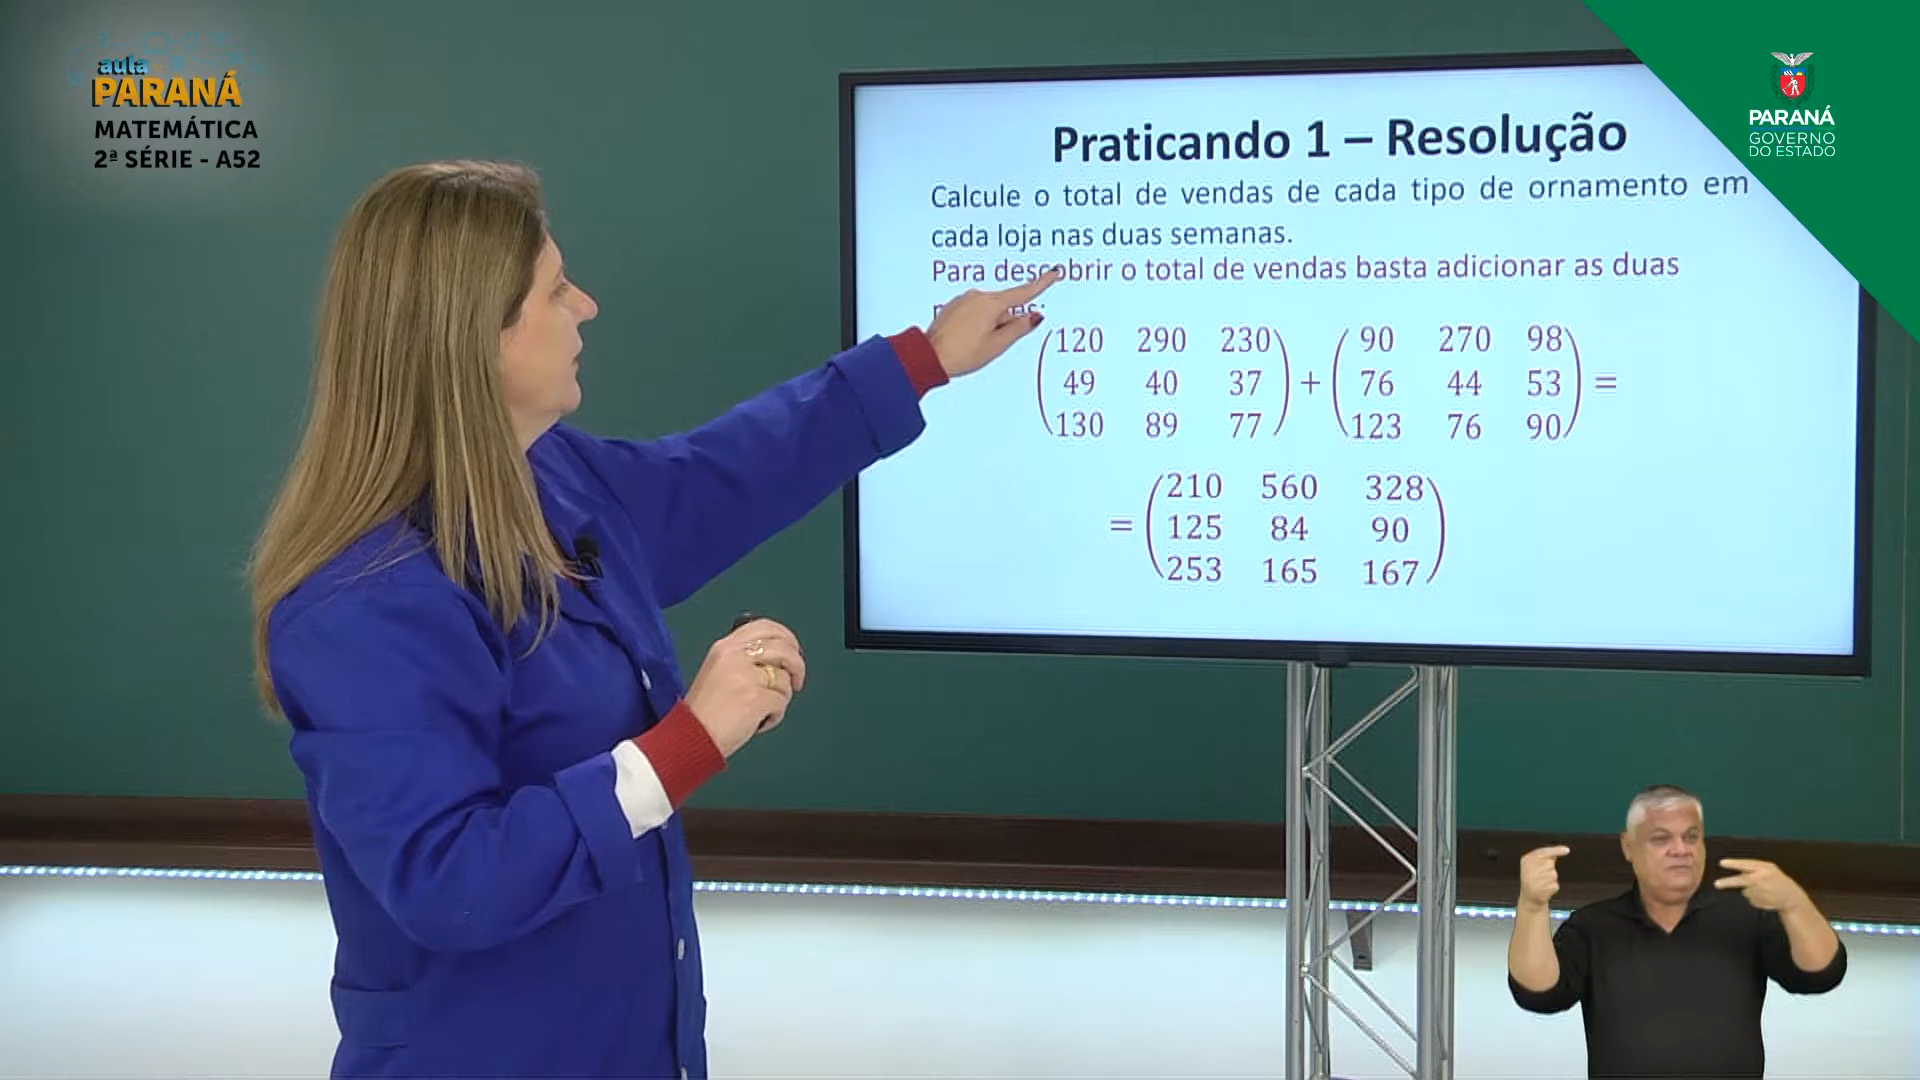 aula
PARANÁ
MATEMÁTICA
2ª SÉRIE - A52
PARANÁ
GOVERNO
DO ESTADO
Praticando 1 – Resolução
Calcule o total de vendas de cada tipo de ornamento em
cada loja nas duas semanas.
Para descobrir o total de vendas basta adicionar as duas
120 290 230 90 270 98
49 40 37 + 76 44 53 =
130 89 77 123 76 90
210 560 328
= 125 84 90
253 165 167